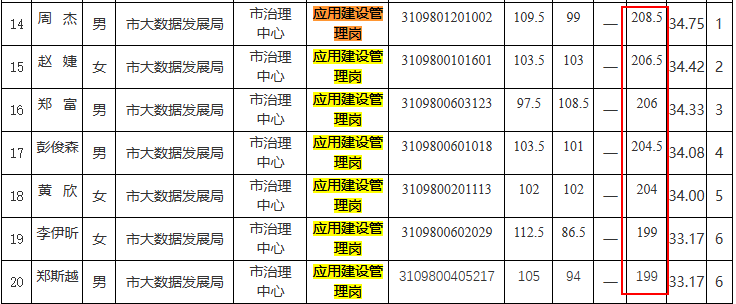 14 周 杰 男 市大数据发展局 市治理中心 应用建设管理岗 3109801201002 109.5 99 — 208.5 34.75 1
15 赵 婕 女 市大数据发展局 市治理中心 应用建设管理岗 3109800101601 103.5 103 — 206.5 34.42 2
16 郑 富 男 市大数据发展局 市治理中心 应用建设管理岗 3109800603123 97.5 108.5 — 206 34.33 3
17 彭俊森 男 市大数据发展局 市治理中心 应用建设管理岗 3109800601018 103.5 101 — 204.5 34.08 4
18 黄 欣 女 市大数据发展局 市治理中心 应用建设管理岗 3109800201113 102 102 — 204 34.00 5
19 李伊昕 女 市大数据发展局 市治理中心 应用建设管理岗 3109800602029 112.5 86.5 — 199 33.17 6
20 郑斯越 男 市大数据发展局 市治理中心 应用建设管理岗 3109800405217 105 94 — 199 33.17 6